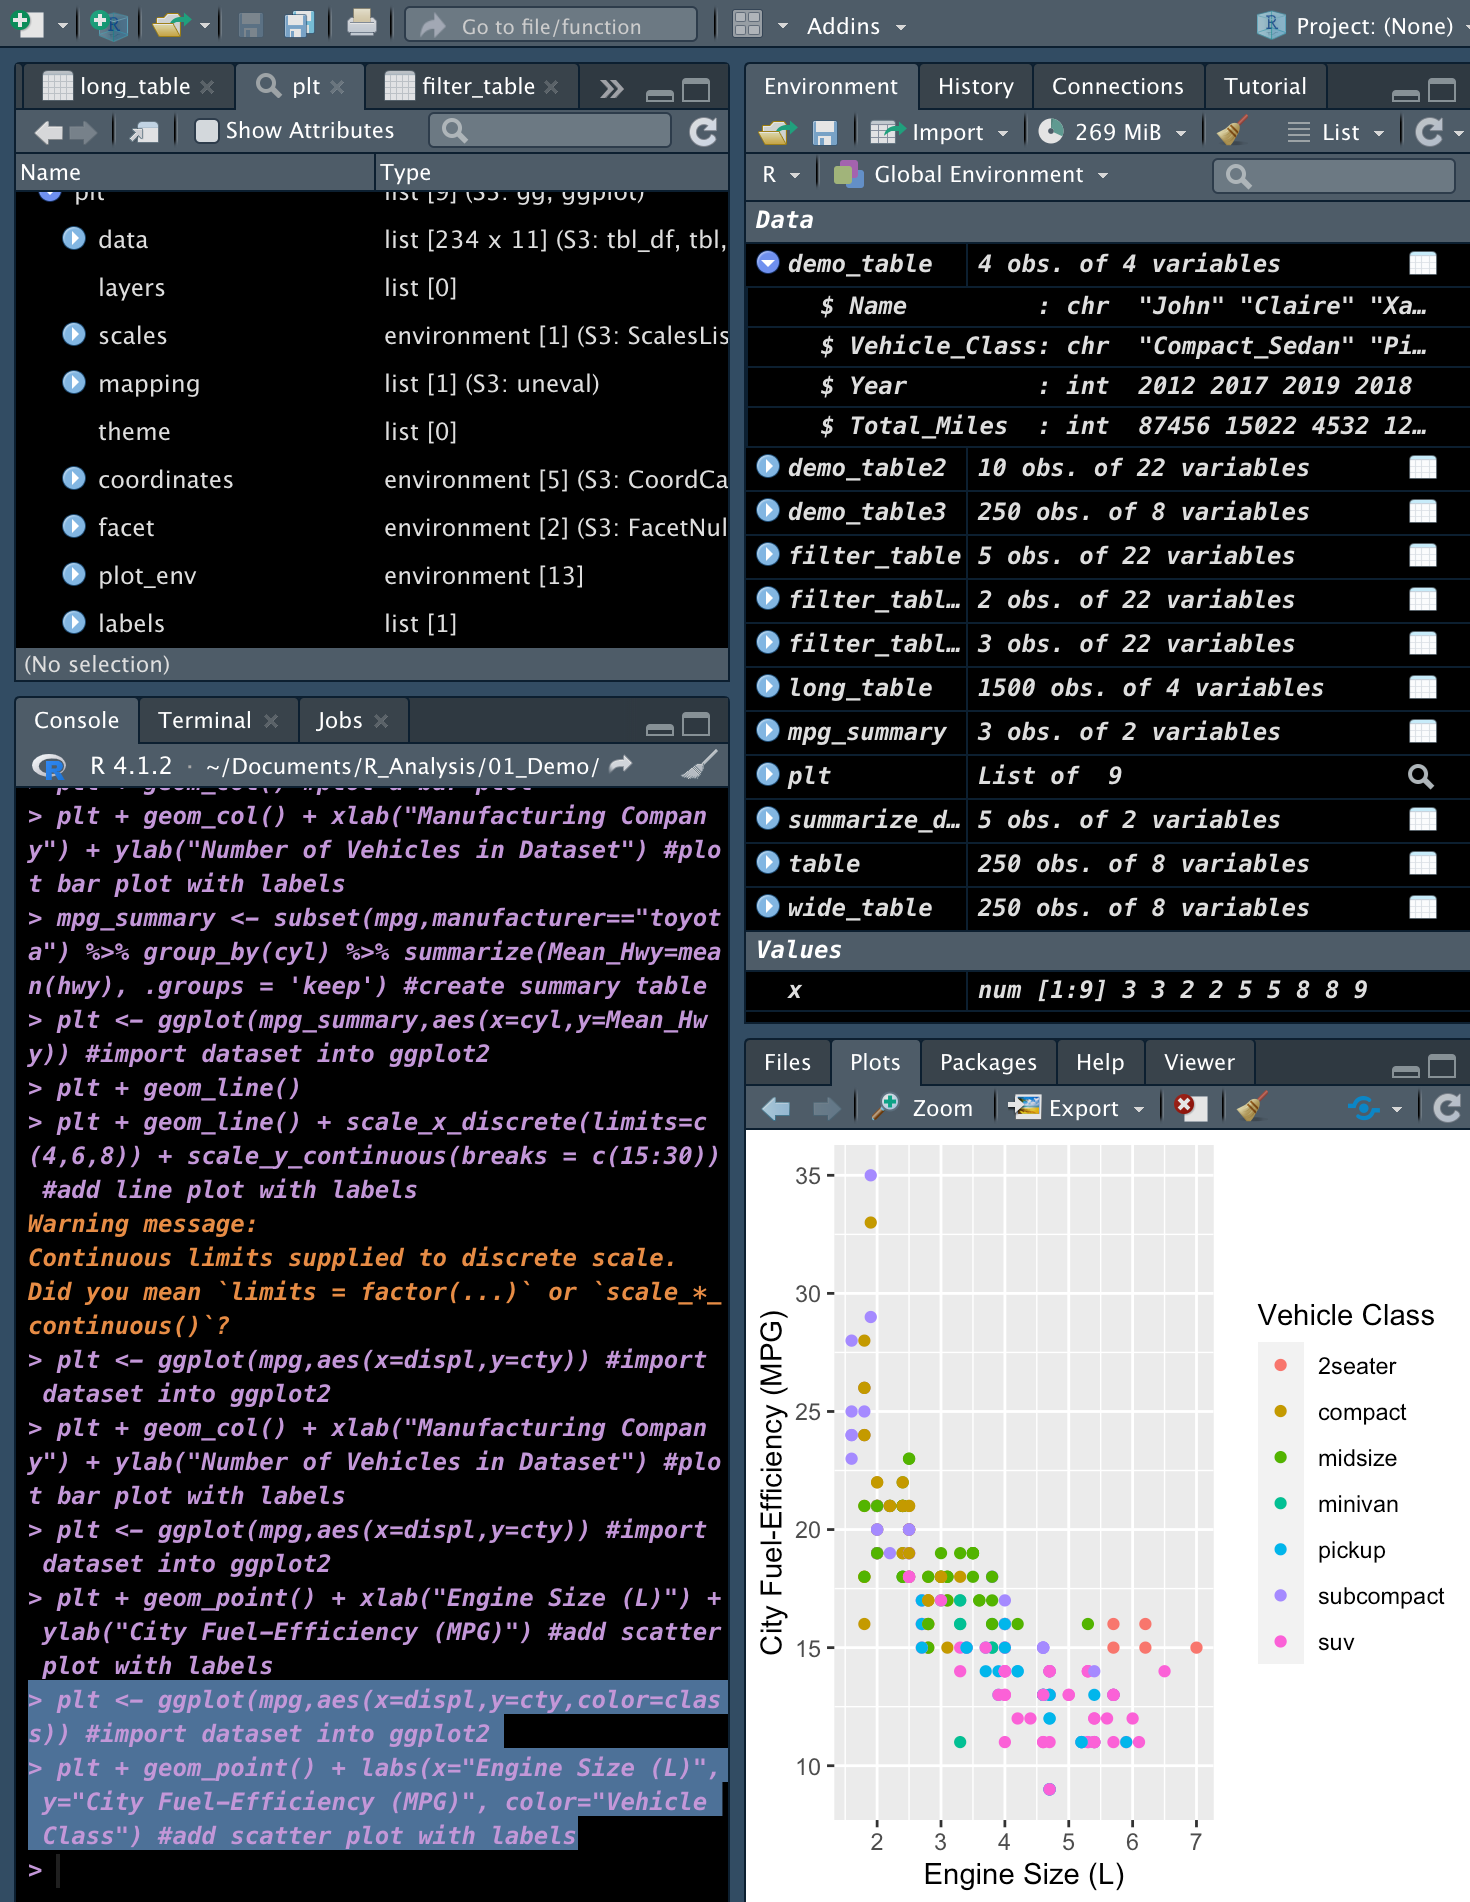 Go to file/function
Addins
Project: (None)
long_table
plt
filter_table
Show Attributes
Name
Type
plt
list [9] (S3: gg, ggplot)
data
list [234 x 11] (S3: tbl_df, tbl,
layers
list [0]
scales
environment [1] (S3: ScalesLis
mapping
list [1] (S3: uneval)
theme
list [0]
coordinates
environment [5] (S3: CoordCa
facet
environment [2] (S3: FacetNul
plot_env
environment [13]
labels
list [1]
(No selection)
Console
Terminal
Jobs
R 4.1.2 · ~/Documents/R_Analysis/01_Demo/
> plt + geom_col() #plot a bar plot
> plt + geom_col() + xlab("Manufacturing Compan
y") + ylab("Number of Vehicles in Dataset") #plo
t bar plot with labels
> mpg_summary <- subset(mpg,manufacturer=="toyot
a") %>% group_by(cyl) %>% summarize(Mean_Hwy=mea
n(hwy), .groups = 'keep') #create summary table
> plt <- ggplot(mpg_summary,aes(x=cyl,y=Mean_Hw
y)) #import dataset into ggplot2
> plt + geom_line()
> plt + geom_line() + scale_x_discrete(limits=c
(4,6,8)) + scale_y_continuous(breaks = c(15:30))
#add line plot with labels
Warning message:
Continuous limits supplied to discrete scale.
Did you mean `limits = factor(...)` or `scale_*_
continuous()`?
> plt <- ggplot(mpg,aes(x=displ,y=cty)) #import
dataset into ggplot2
> plt + geom_col() + xlab("Manufacturing Compan
y") + ylab("Number of Vehicles in Dataset") #plo
t bar plot with labels
> plt <- ggplot(mpg,aes(x=displ,y=cty)) #import
dataset into ggplot2
> plt + geom_point() + xlab("Engine Size (L)") +
ylab("City Fuel-Efficiency (MPG)") #add scatter
plot with labels
> plt <- ggplot(mpg,aes(x=displ,y=cty,color=clas
s)) #import dataset into ggplot2
> plt + geom_point() + labs(x="Engine Size (L)",
y="City Fuel-Efficiency (MPG)", color="Vehicle
Class") #add scatter plot with labels
>
Environment
History
Connections
Tutorial
Import
269 MiB
List
R
Global Environment
Data
demo_table
4 obs. of 4 variables
$ Name : chr "John" "Claire" "Xa…
$ Vehicle_Class: chr "Compact_Sedan" "Pi…
$ Year : int 2012 2017 2019 2018
$ Total_Miles : int 87456 15022 4532 12…
demo_table2
10 obs. of 22 variables
demo_table3
250 obs. of 8 variables
filter_table
5 obs. of 22 variables
filter_tabl…
2 obs. of 22 variables
filter_tabl…
3 obs. of 22 variables
long_table
1500 obs. of 4 variables
mpg_summary
3 obs. of 2 variables
plt
List of 9
summarize_d…
5 obs. of 2 variables
table
250 obs. of 8 variables
wide_table
250 obs. of 8 variables
Values
x
num [1:9] 3 3 2 2 5 5 8 8 9
Files
Plots
Packages
Help
Viewer
Zoom
Export
City Fuel-Efficiency (MPG)
35
30
25
20
15
10
2 3 4 5 6 7
Engine Size (L)
Vehicle Class
2seater
compact
midsize
minivan
pickup
subcompact
suv